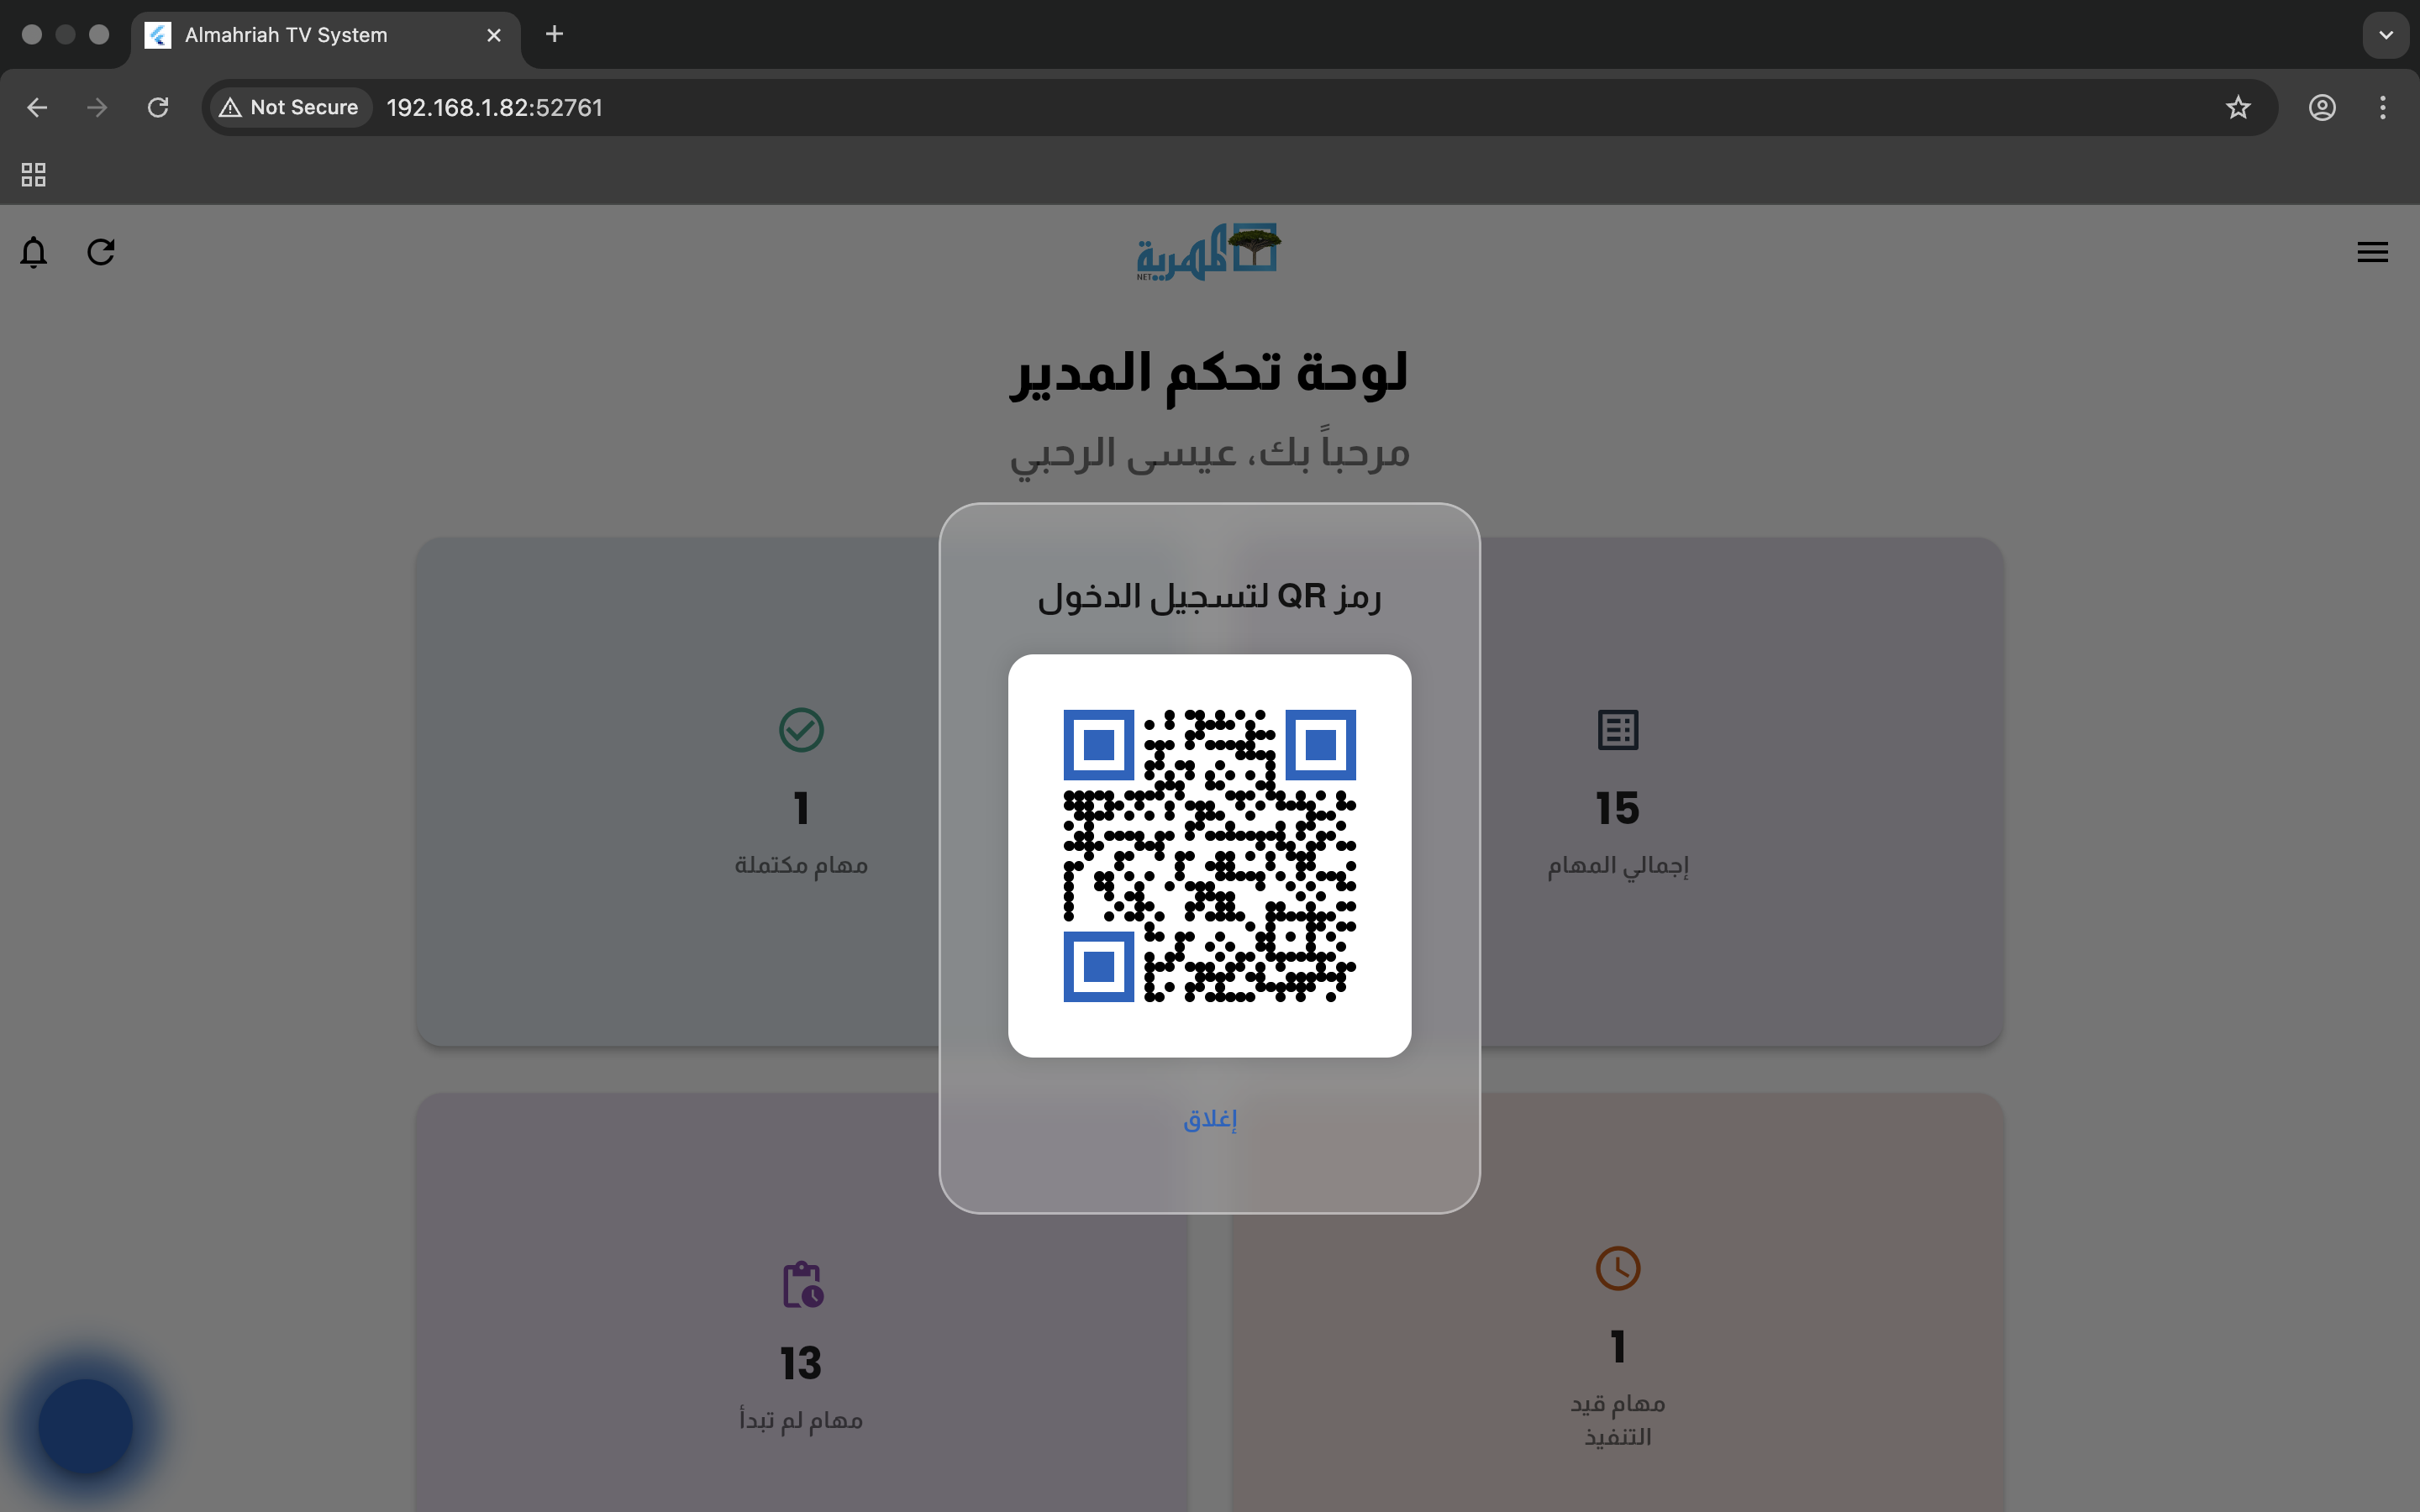 Almahriah TV System
Not Secure
192.168.1.82:52761
المهرية
NET
لوحة تحكم المدير
مرحباً بك، عيسى الرحبي
رمز QR لتسجيل الدخول
15
إجمالي المهام
1
مهام مكتملة
إغلاق
1
مهام قيد
التنفيذ
13
مهام لم تبدأ